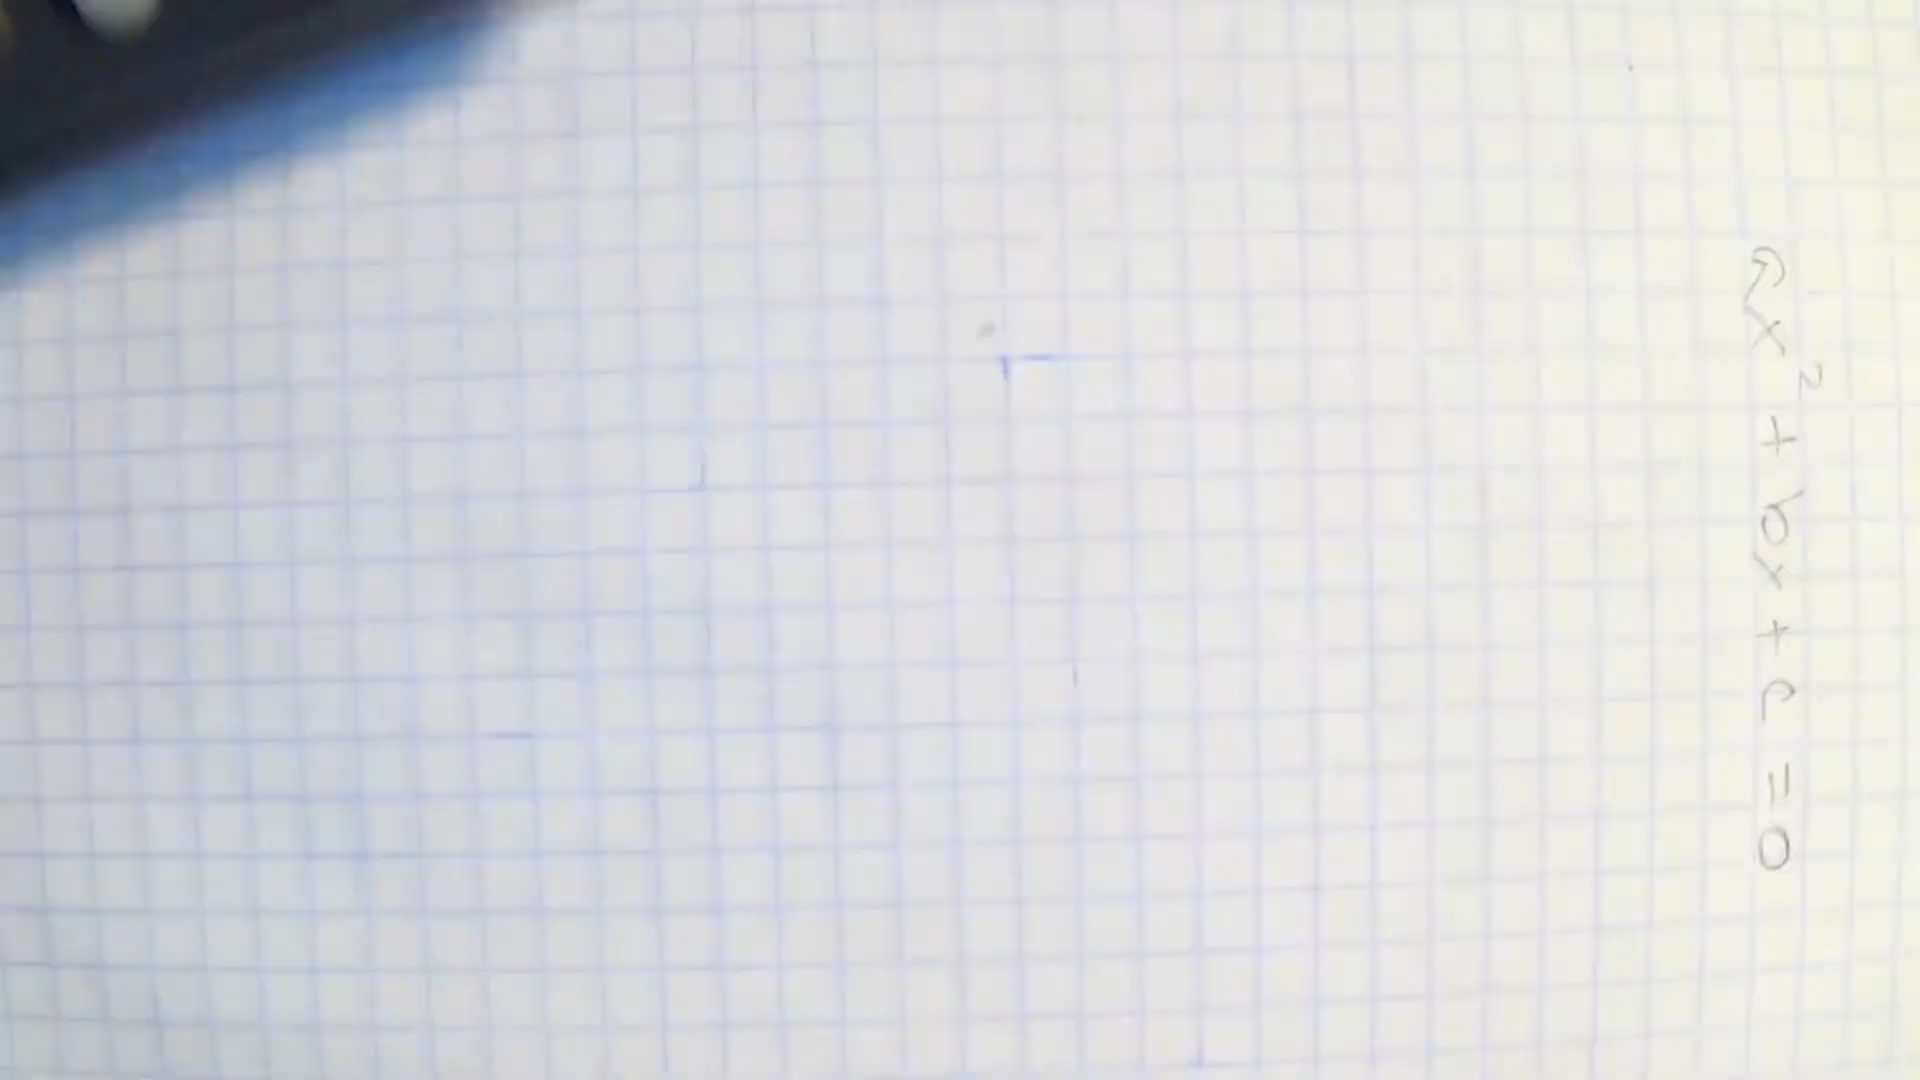 ax² + bx + c = 0